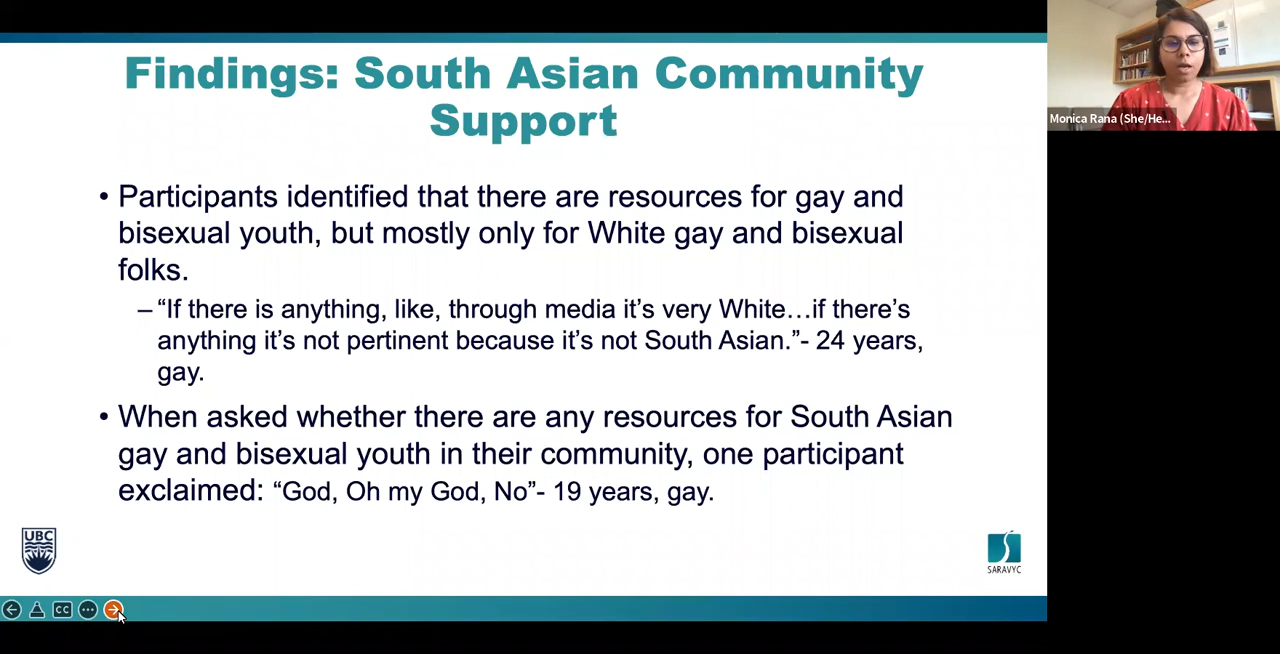 Findings: South Asian Community
Support
• Participants identified that there are resources for gay and
bisexual youth, but mostly only for White gay and bisexual
folks.
– “If there is anything, like, through media it’s very White…if there’s
anything it’s not pertinent because it’s not South Asian.”- 24 years,
gay.
• When asked whether there are any resources for South Asian
gay and bisexual youth in their community, one participant
exclaimed: “God, Oh my God, No”- 19 years, gay.
UBC
SARAVYC
CC
Monica Rana (She/He...